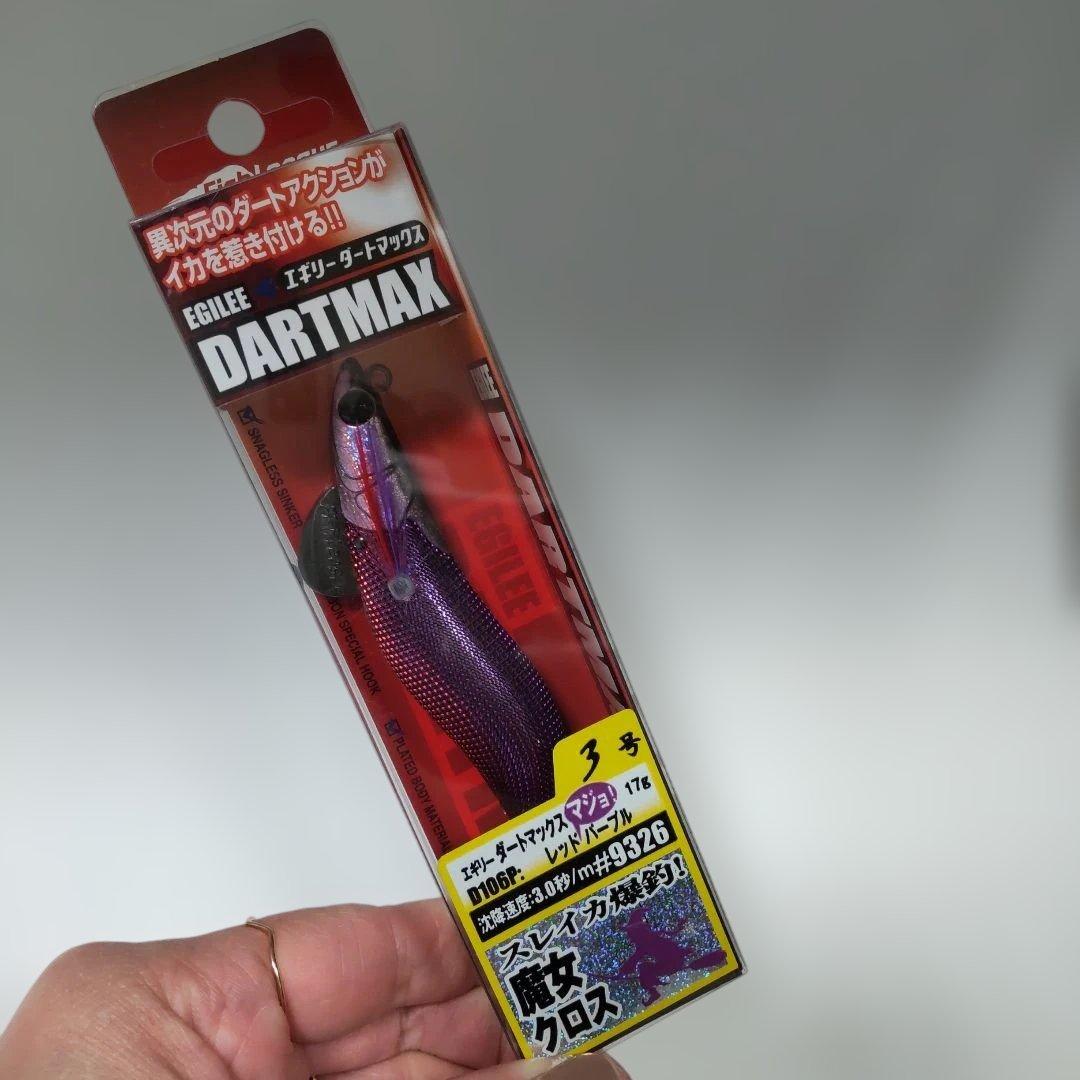 異次元のダートアクションが
イカを惹き付ける!!
EGILEE
エギリー ダートマックス
DARTMAX
SNAGLESS SINKER
SPECIAL HOOK
PLATED BODY MATERIAL
EGILEE
3号
エギリー ダートマックス マジョ! 17g
D106P: レッド パープル
沈降速度:3.0秒/m #9326
スレイカ爆釣!
魔女
クロス